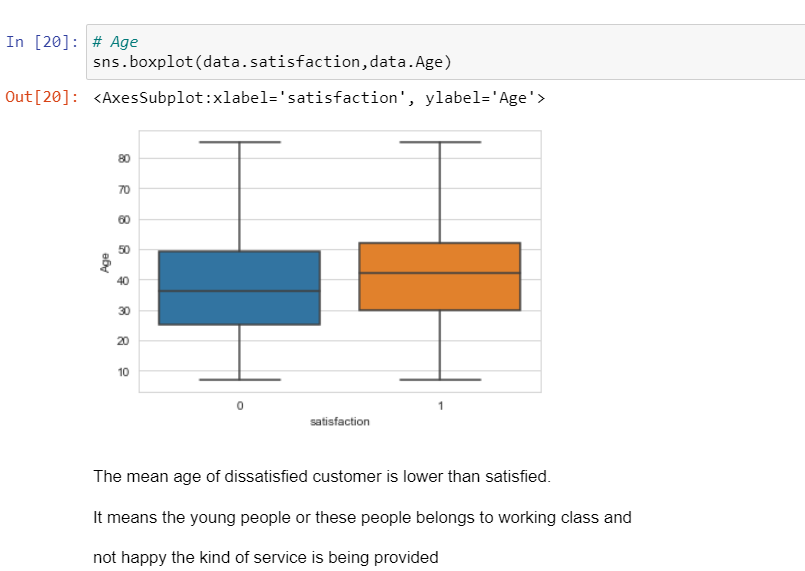 In [20]: # Age
sns.boxplot(data.satisfaction,data.Age)
Out[20]: <AxesSubplot:xlabel='satisfaction', ylabel='Age'>
80
70
60
50
Age
40
30
20
10
0 1
satisfaction
The mean age of dissatisfied customer is lower than satisfied.
It means the young people or these people belongs to working class and
not happy the kind of service is being provided